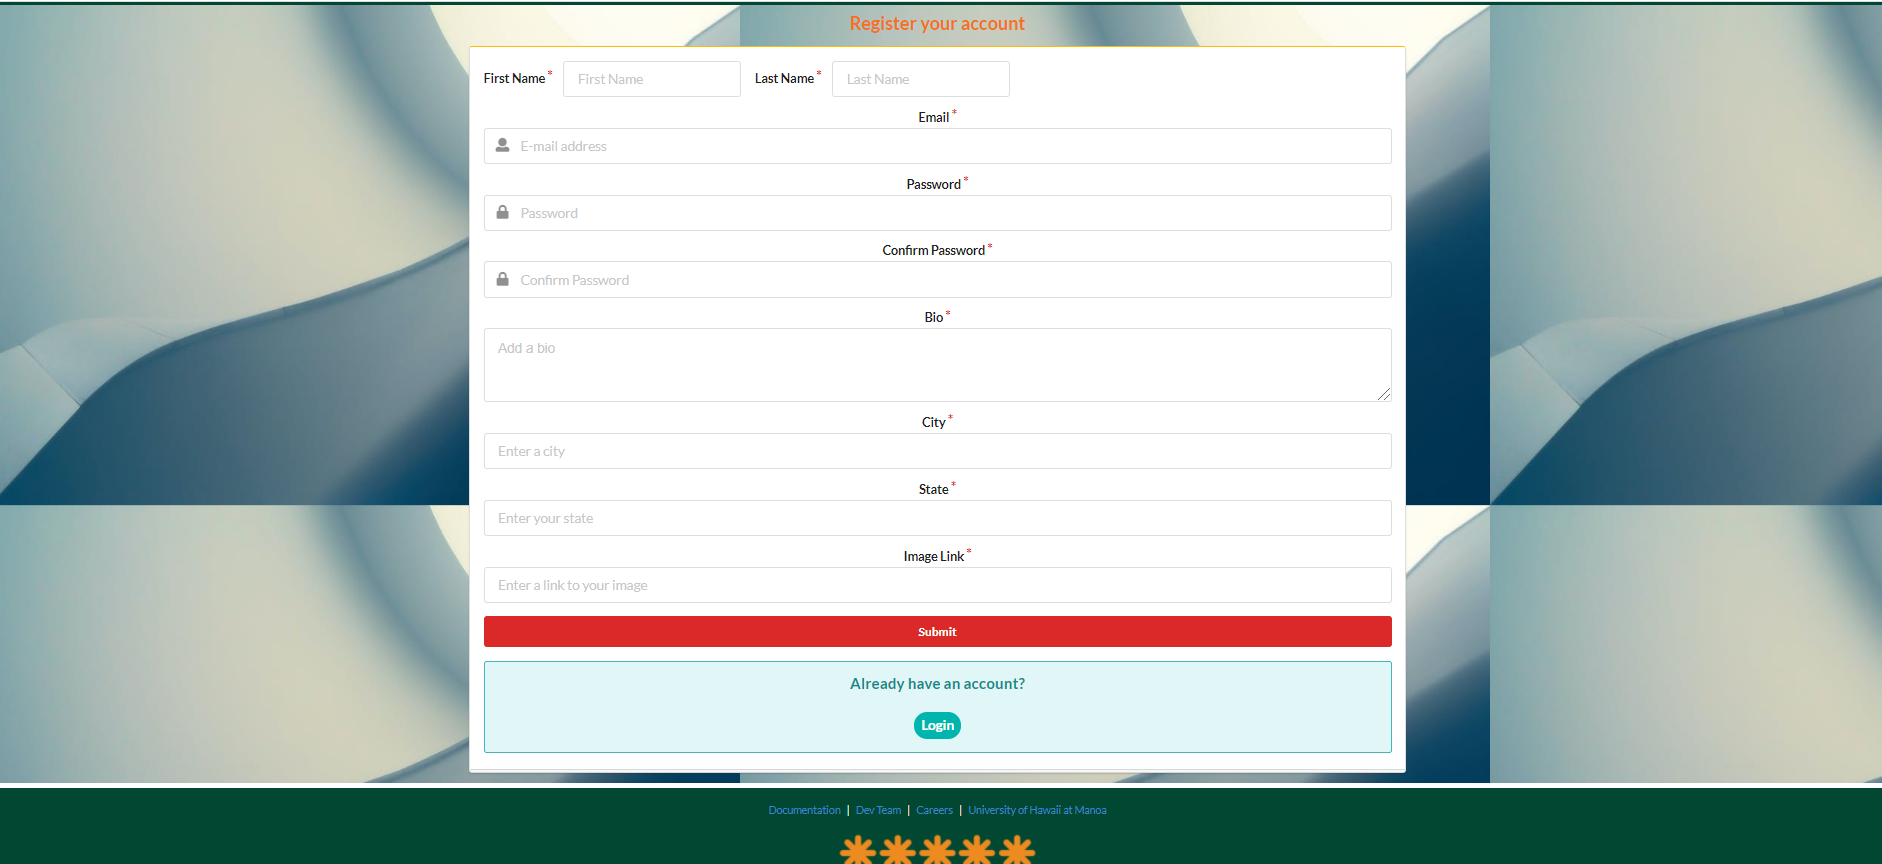 Register your account
First Name * First Name Last Name * Last Name
Email *
E-mail address
Password *
Password
Confirm Password *
Confirm Password
Bio *
Add a bio
City *
Enter a city
State *
Enter your state
Image Link *
Enter a link to your image
Submit
Already have an account?
Login
Documentation | Dev Team | Careers | University of Hawaii at Manoa